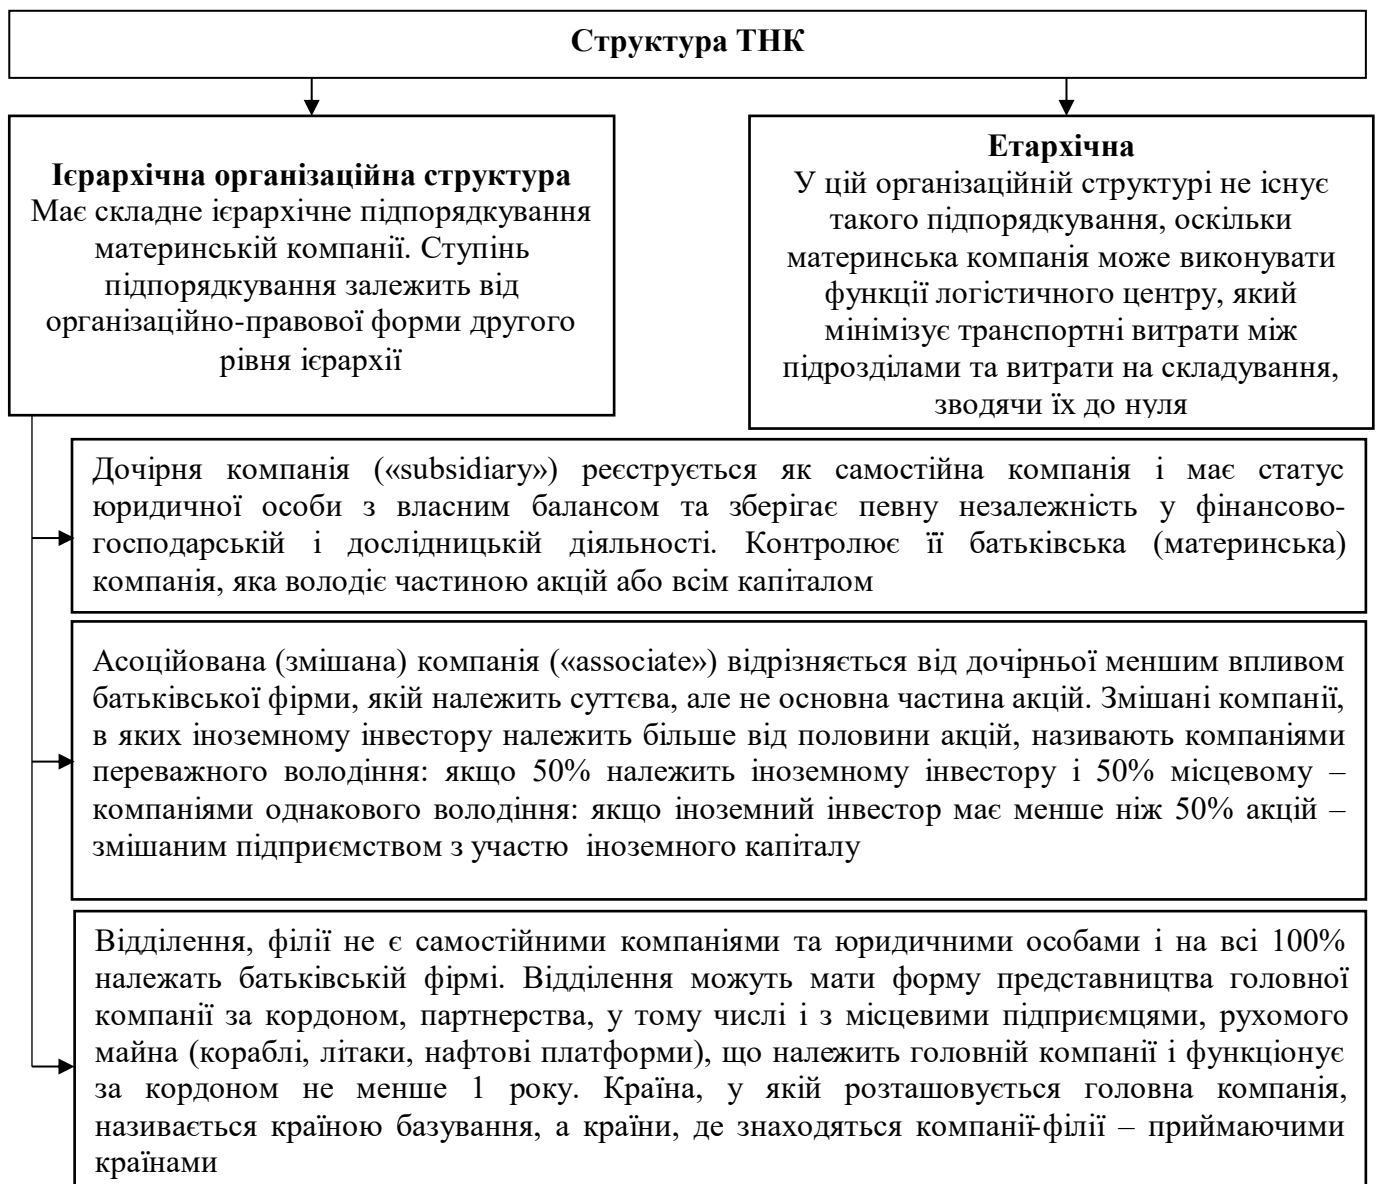 Структура ТНК
Ієрархічна організаційна структура
Має складне ієрархічне підпорядкування
материнській компанії. Ступінь
підпорядкування залежить від
організаційно-правової форми другого
рівня ієрархії
Етархічна
У цій організаційній структурі не існує
такого підпорядкування, оскільки
материнська компанія може виконувати
функції логістичного центру, який
мінімізує транспортні витрати між
підрозділами та витрати на складування,
зводячи їх до нуля
Дочірня компанія («subsidiary») реєструється як самостійна компанія і має статус
юридичної особи з власним балансом та зберігає певну незалежність у фінансово-
господарській і дослідницькій діяльності. Контролює її батьківська (материнська)
компанія, яка володіє частиною акцій або всім капіталом
Асоційована (змішана) компанія («associate») відрізняється від дочірньої меншим впливом
батьківської фірми, якій належить суттєва, але не основна частина акцій. Змішані компанії,
в яких іноземному інвестору належить більше від половини акцій, називають компаніями
переважного володіння: якщо 50% належить іноземному інвестору і 50% місцевому –
компаніями однакового володіння: якщо іноземний інвестор має менше ніж 50% акцій –
змішаним підприємством з участю іноземного капіталу
Відділення, філії не є самостійними компаніями та юридичними особами і на всі 100%
належать батьківській фірмі. Відділення можуть мати форму представництва головної
компанії за кордоном, партнерства, у тому числі і з місцевими підприємцями, рухомого
майна (кораблі, літаки, нафтові платформи), що належить головній компанії і функціонує
за кордоном не менше 1 року. Країна, у якій розташовується головна компанія,
називається країною базування, а країни, де знаходяться компанії-філії – приймаючими
країнами